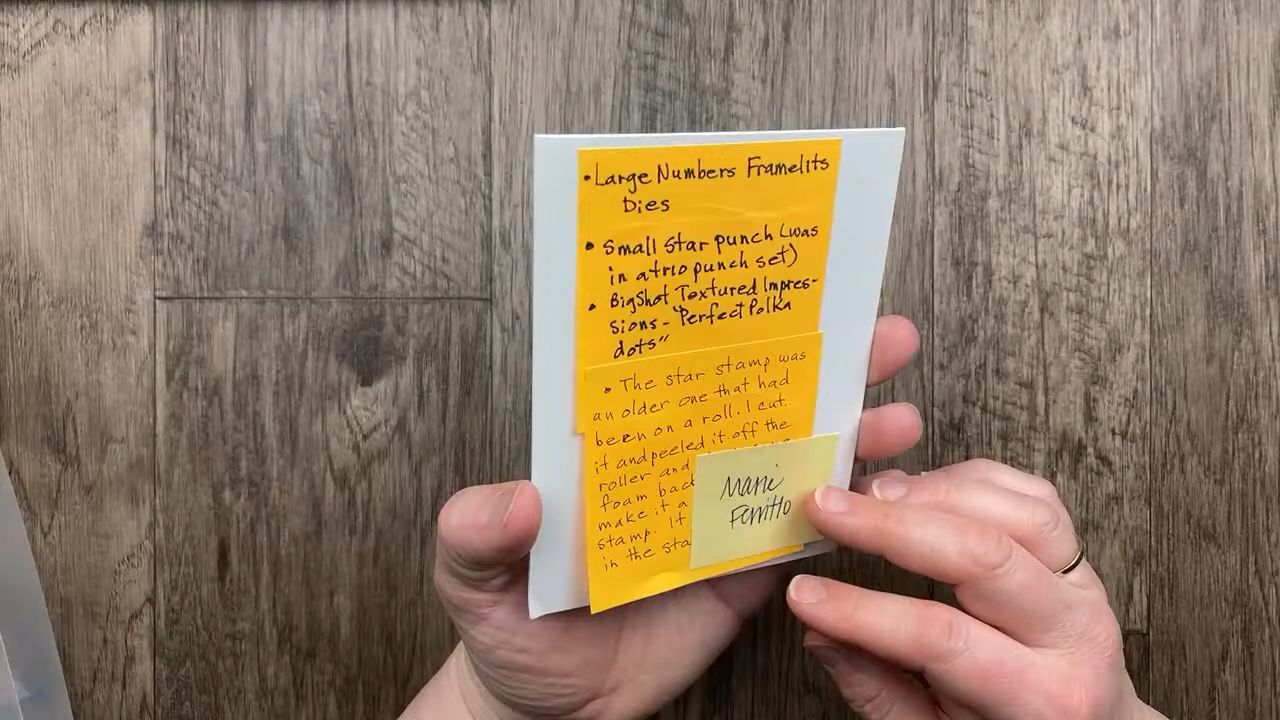 • Large Numbers Framelits
Dies
• Small Star punch (was
in a trio punch set)
• BigShot Textured Impres-
sions - "Perfect Polka
dots"
• The star stamp was
an older one that had
been on a roll. I cut
it and peeled it off the
roller and
foam back
make it a
stamp. It
in the sta
Marie
Ferritto